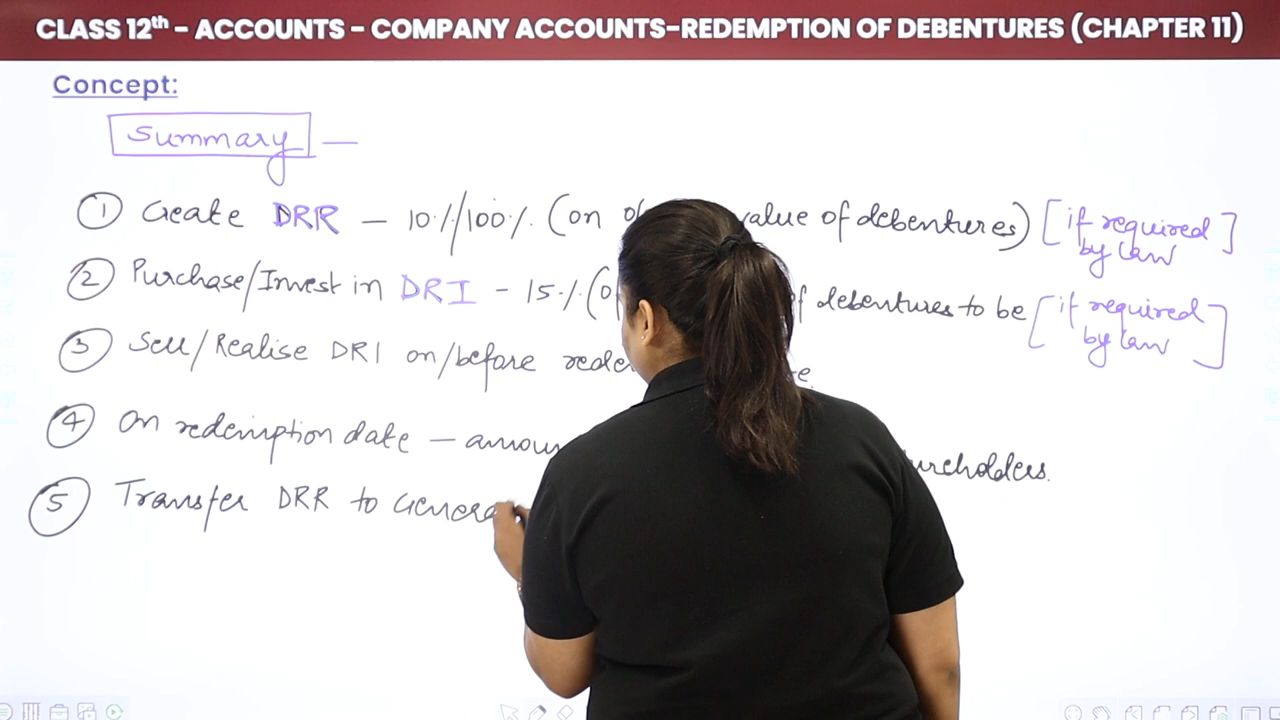 CLASS 12th - ACCOUNTS - COMPANY ACCOUNTS-REDEMPTION OF DEBENTURES (CHAPTER 11)
Concept:
Summary —
1 Create DRR — 10%/100% (on value of debentures) [if required by law]
2 Purchase/Invest in DRI - 15% ( of debentures to be [if required by law]
3 Sell/Realise DRI on/before
4 On redemption date —
5 Transfer DRR to